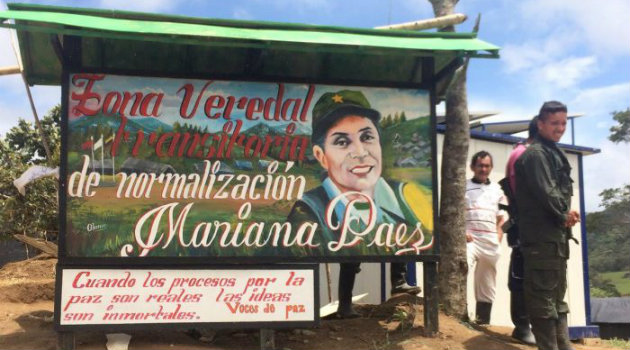 Zona Veredal
transitoria
de normalización
Mariana Paez
Cuando los procesos por la
paz son reales las ideas
son inmortales. Voces de paz